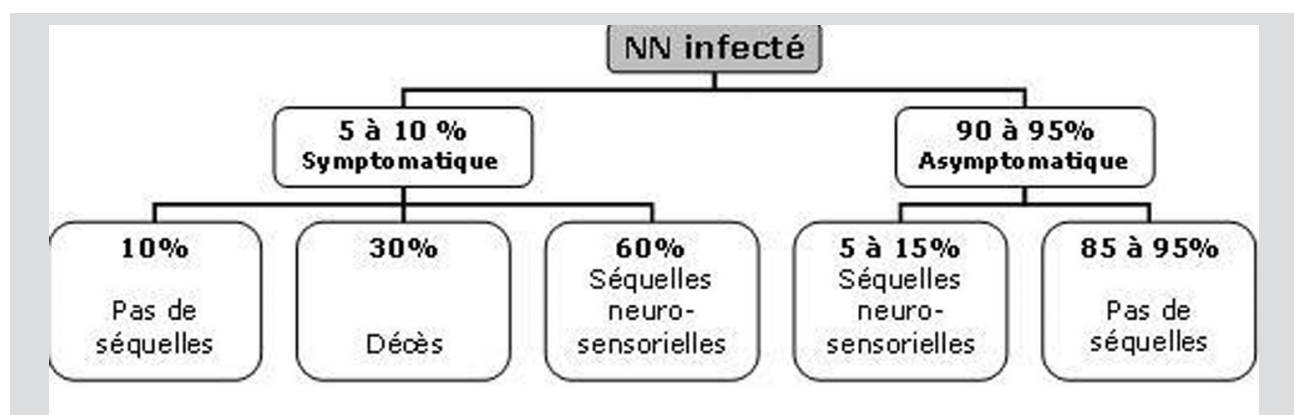 NN infecté
5 à 10 %
Symptomatique
90 à 95%
Asymptomatique
10%
Pas de
séquelles
30%
Décès
60%
Séquelles
neuro-
sensorielles
5 à 15%
Séquelles
neuro-
sensorielles
85 à 95%
Pas de
séquelles